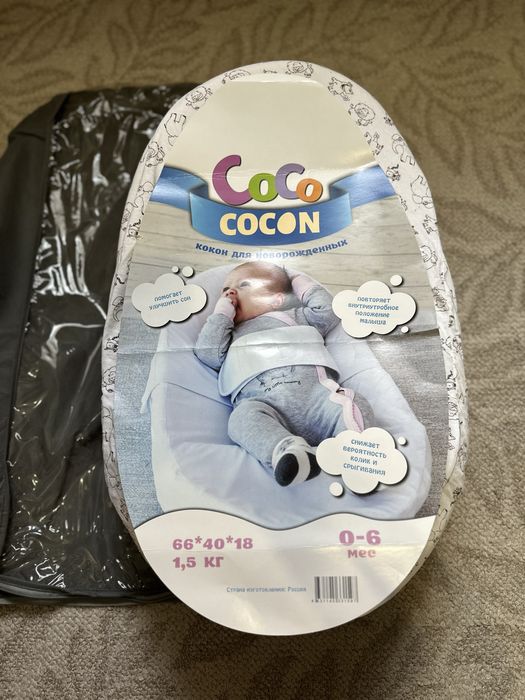 CoCo
COCON
кокон для новорожденных
помогает
улучшить сон
повторяет
внутриутробное
положение
малыша
снижает
вероятность
колик и
срыгивания
66*40*18
1,5 кг
0-6
мес
Страна изготовления: Россия